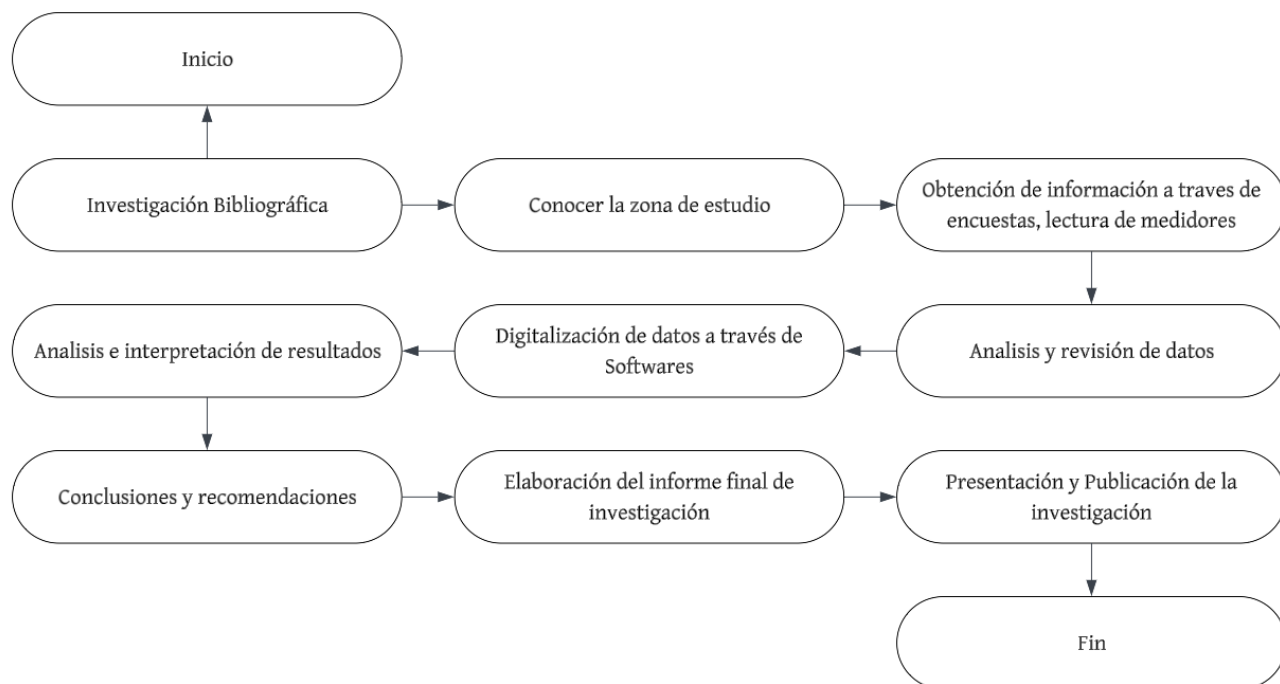 Inicio
Investigación Bibliográfica
Conocer la zona de estudio
Obtención de información a traves de
encuestas, lectura de medidores
Analisis y revisión de datos
Digitalización de datos a través de
Softwares
Analisis e interpretación de resultados
Conclusiones y recomendaciones
Elaboración del informe final de
investigación
Presentación y Publicación de la
investigación
Fin